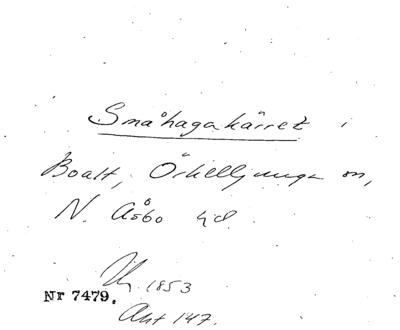 Småhagakärret i
Boalt, Örkelljunga sn,
N. Åsbo hd.
1853
Nr 7479.
Akt 147.